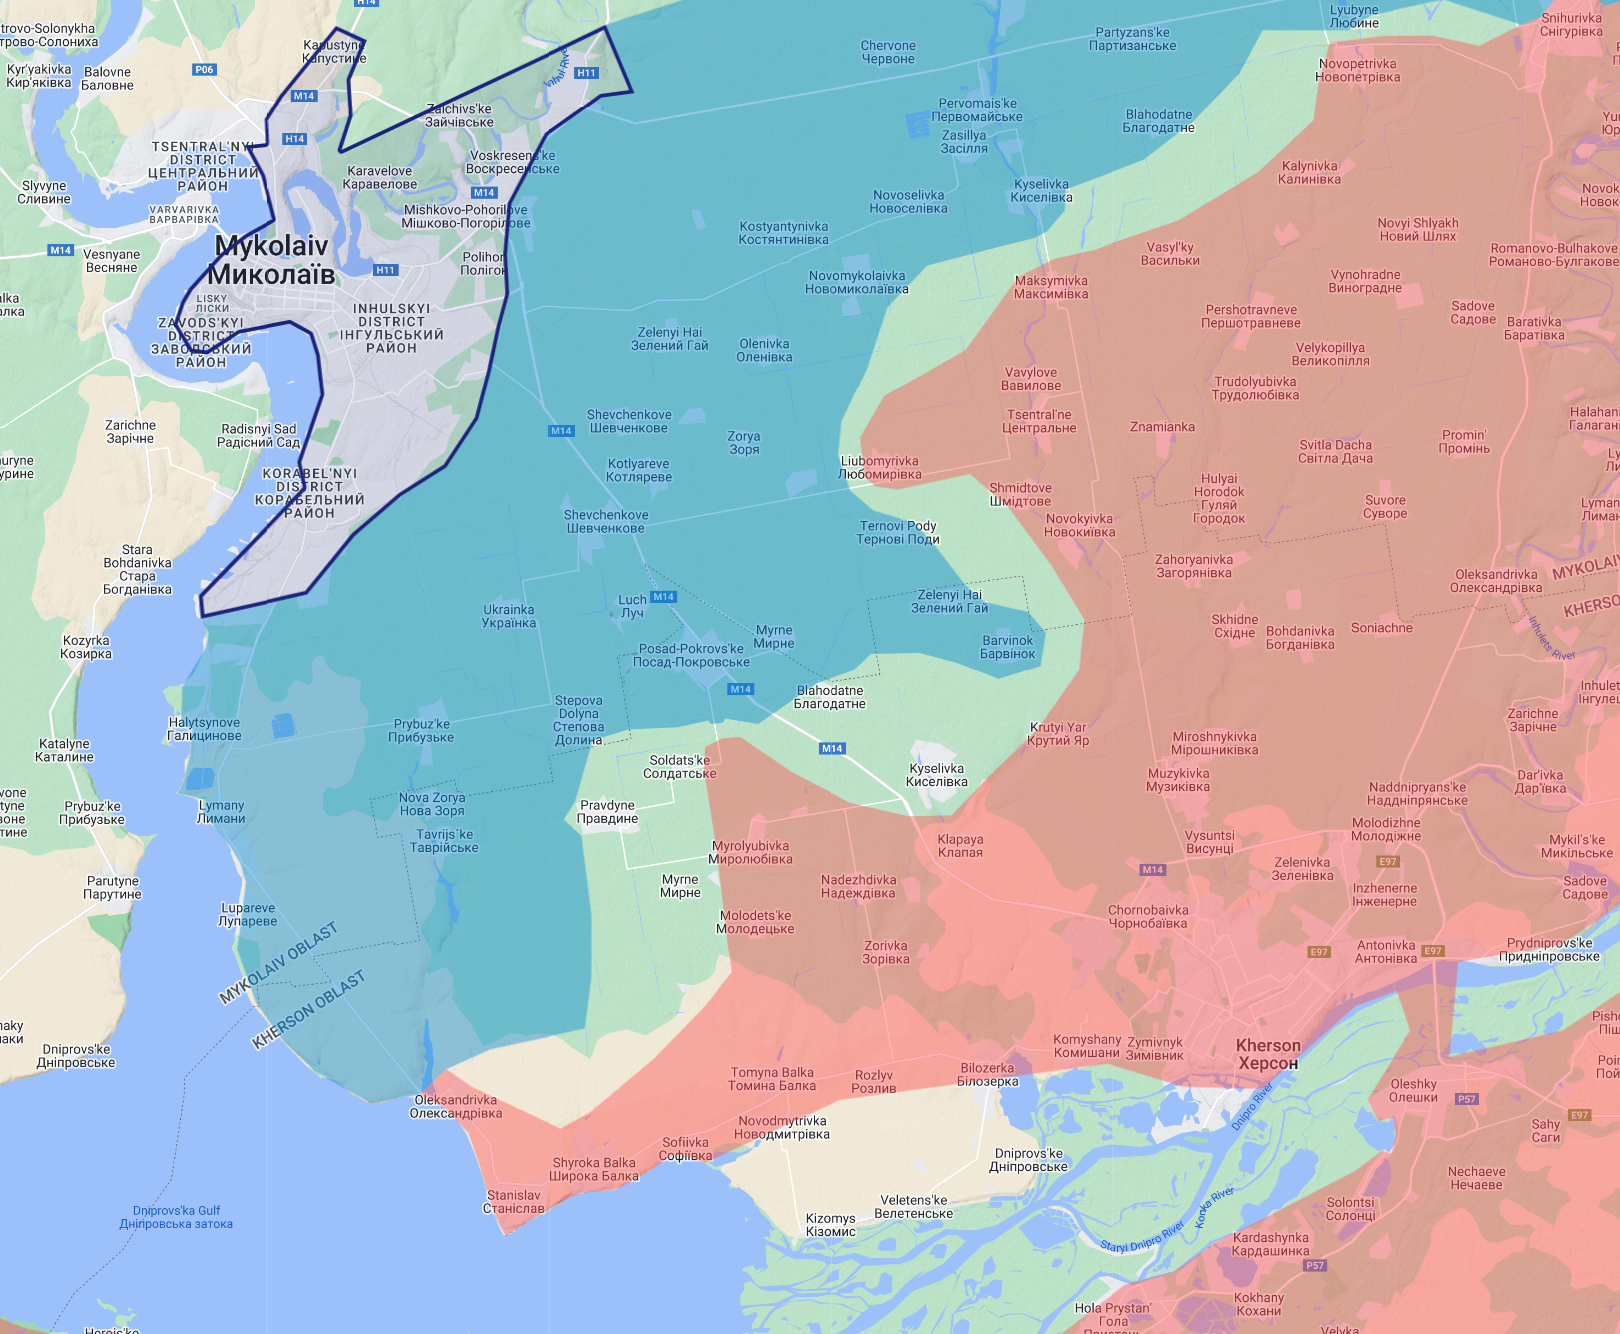 H14
trovo-Solonykha
трово-Солониха
Kapustyne
Капустине
Lyubyne
Любине
Snihurivka
Снігурівка
Partyzans'ke
Партизанське
Chervone
Червоне
Kyr'yakivka
Кир'яківка
Balovne
Баловне
P06
Inhul River
H11
Novopetrivka
Новопетрівка
M14
Zaichivs'ke
Зайчівське
Pervomais'ke
Первомайське
Blahodatne
Благодатне
H14
Zasillya
Засілля
TSENTRAL'NYI
DISTRICT
ЦЕНТРАЛЬНИЙ
РАЙОН
Voskresens'ke
Воскресенське
Karavelove
Каравелове
Kalynivka
Калинівка
Slyvyne
Сливине
M14
Kyselivka
Киселівка
Novoselivka
Новоселівка
VARVARIVKA
ВАРВАРІВКА
Mishkovo-Pohorilove
Мішково-Погорілове
Novyi Shlyakh
Новий Шлях
Kostyantynivka
Костянтинівка
M14
Vesnyane
Весняне
Mykolaiv
Миколаїв
Polihon
Полігон
H11
Vasyl'ky
Васильки
Romanovo-Bulhakove
Романово-Булгакове
Novomykolaivka
Новомиколаївка
Maksymivka
Максимівка
Vynohradne
Виноградне
LISKY
ЛІСКИ
INHULSKYI
DISTRICT
ІНГУЛЬСЬКИЙ
РАЙОН
Pershotravneve
Першотравневе
Sadove
Садове
ZAVODS'KYI
DISTRICT
ЗАВОДСЬКИЙ
РАЙОН
Barativka
Баратівка
Zelenyi Hai
Зелений Гай
Olenivka
Оленівка
Velykopillya
Великопілля
Vavylove
Вавилове
Trudolyubivka
Трудолюбівка
Zarichne
Зарічне
Radisnyi Sad
Радісний Сад
M14
Shevchenkove
Шевченкове
Zorya
Зоря
Tsentral'ne
Центральне
Znamianka
Svitla Dacha
Світла Дача
Promin'
Промінь
Kotlyareve
Котляреве
Liubomyrivka
Любомирівка
KORABEL'NYI
DISTRICT
КОРАБЕЛЬНИЙ
РАЙОН
Shmidtove
Шмідтове
Hulyai
Horodok
Гуляй
Городок
Suvore
Суворе
Shevchenkove
Шевченкове
Ternovi Pody
Тернові Поди
Novokyivka
Новокиївка
Stara
Bohdanivka
Стара
Богданівка
Zahoryanivka
Загорянівка
Oleksandrivka
Олександрівка
Luch
Луч
M14
Ukrainka
Українка
Zelenyi Hai
Зелений Гай
Kozyrka
Козирка
Myrne
Мирне
Posad-Pokrovs'ke
Посад-Покровське
Barvinok
Барвінок
Skhidne
Східне
Bohdanivka
Богданівка
Soniachne
Inhulets River
M14
Blahodatne
Благодатне
Stepova
Dolyna
Степова
Долина
Halytsynove
Галицинове
Prybuz'ke
Прибузьке
Zarichne
Зарічне
Krutyi Yar
Крутий Яр
Miroshnykivka
Мірошниківка
Katalyne
Каталине
M14
Soldats'ke
Солдатське
Kyselivka
Киселівка
Muzykivka
Музиківка
Dar'ivka
Дар'ївка
Naddnipryans'ke
Наддніпрянське
Prybuz'ke
Прибузьке
Lymany
Лимани
Nova Zorya
Нова Зоря
Pravdyne
Правдине
Molodizhne
Молодіжне
Tavrijs´ke
Таврійське
Myrolyubivka
Миролюбівка
Klapaya
Клапая
Vysuntsi
Висунці
Mykil's'ke
Микільське
E97
M14
Zelenivka
Зеленівка
Parutyne
Парутине
Myrne
Мирне
Nadezhdivka
Надеждівка
Inzhenerne
Інженерне
Sadove
Садове
Lupareve
Лупареве
Molodets'ke
Молодецьке
Chornobaivka
Чорнобаївка
Zorivka
Зорівка
E97
Antonivka
Антонівка
E97
Prydniprovs'ke
Придніпровське
MYKOLAIV OBLAST
KHERSON OBLAST
Dniprovs'ke
Дніпровське
Komyshany
Комишани
Zymivnyk
Зимівник
Kherson
Херсон
Tomyna Balka
Томина Балка
Rozlyv
Розлив
Bilozerka
Білозерка
Oleshky
Олешки
P57
E97
Oleksandrivka
Олександрівка
Dnipro River
Novodmytrivka
Новодмитрівка
Sahy
Саги
Sofiivka
Софіївка
Dniprovs'ke
Дніпровське
Shyroka Balka
Широка Балка
Nechaeve
Нечаеве
Stanislav
Станіслав
Veletens'ke
Велетенське
Solontsi
Солонці
Konka River
Dniprovs'ka Gulf
Дніпровська затока
Kizomys
Кізомис
Staryi Dnipro River
Kardashynka
Кардашинка
P57
Kokhany
Кохани
Hola Prystan'
Гола